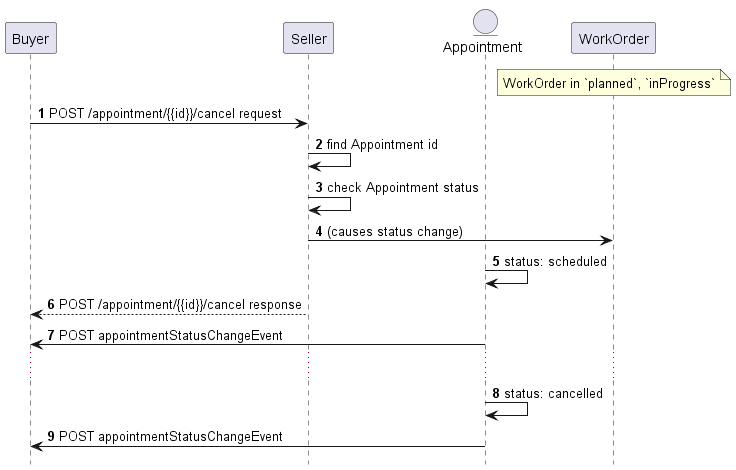 Buyer
Seller
Appointment
WorkOrder
WorkOrder in `planned`, `inProgress`
1 POST /appointment/{{id}}/cancel request
2 find Appointment id
3 check Appointment status
4 (causes status change)
5 status: scheduled
6 POST /appointment/{{id}}/cancel response
7 POST appointmentStatusChangeEvent
8 status: cancelled
9 POST appointmentStatusChangeEvent